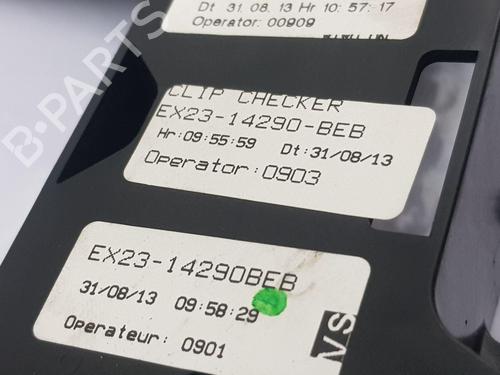 Dt 31.08.13 Hr 10:57:17
Operator: 00909
CLIP CHECKER
EX23-14290-BEB
Hr:09:55:59 Dt:31/08/13
Operator:0903
EX23-14290BEB
31/08/13 09:58:29
Operateur: 0901
VS
B-PARTS